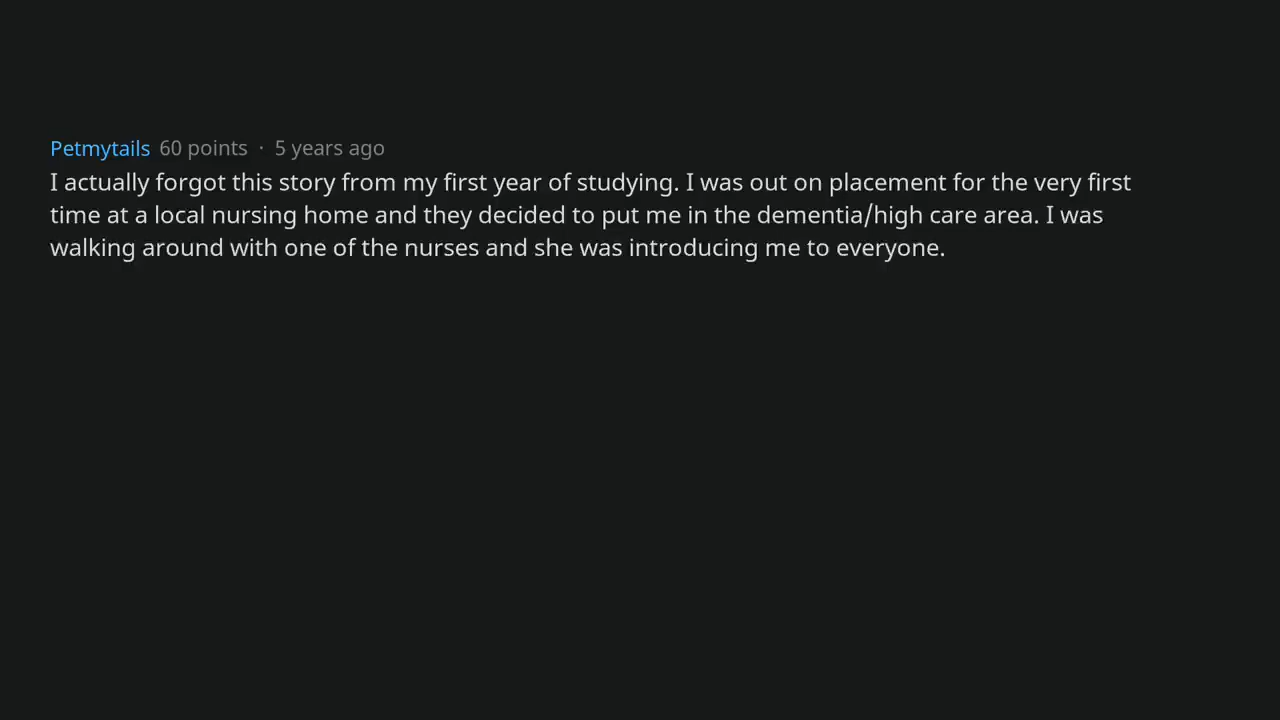 Petmytails 60 points · 5 years ago
I actually forgot this story from my first year of studying. I was out on placement for the very first
time at a local nursing home and they decided to put me in the dementia/high care area. I was
walking around with one of the nurses and she was introducing me to everyone.